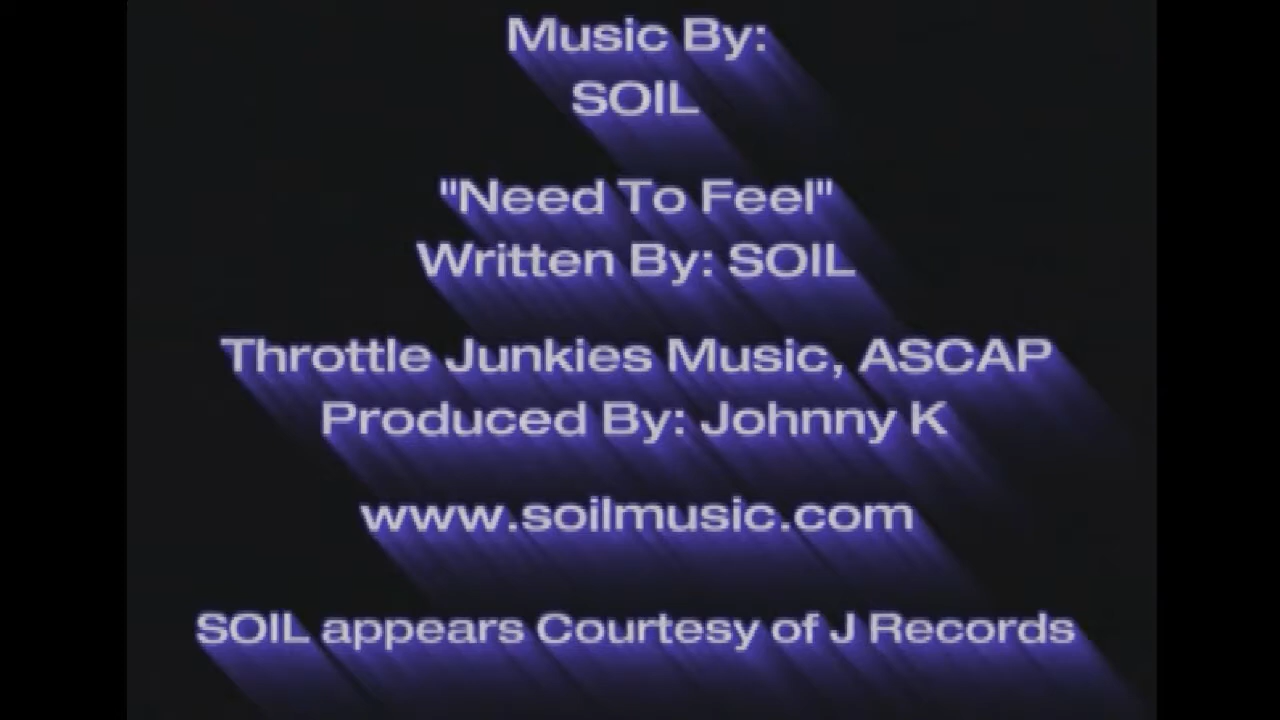 Music By:
SOIL
"Need To Feel"
Written By: SOIL
Throttle Junkies Music, ASCAP
Produced By: Johnny K
www.soilmusic.com
SOIL appears Courtesy of J Records